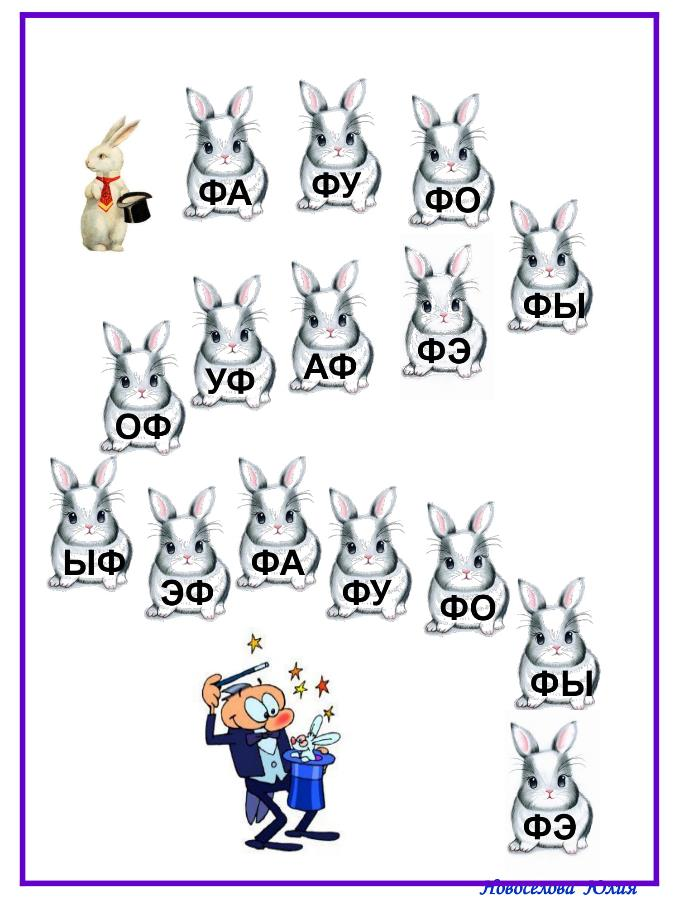 ФА ФУ ФО
ФЫ
ОФ УФ АФ ФЭ
ЫФ ЭФ ФА ФУ ФО
ФЫ
ФЭ
Новоселова Юлия